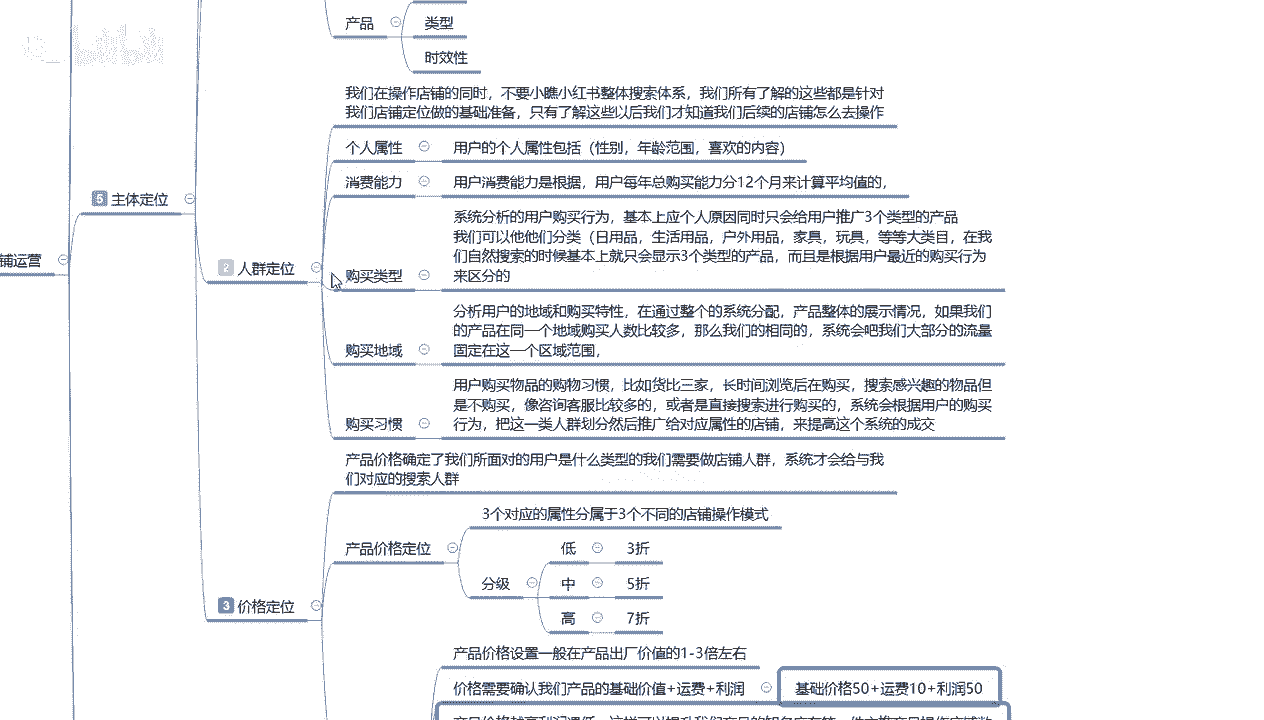 bilibili
产品
类型
时效性
我们在操作店铺的同时，不要小瞧小红书整体搜索体系，我们所有了解的这些都是针对
我们店铺定位做的基础准备，只有了解这些以后我们才知道我们后续的店铺怎么去操作
个人属性
用户的个人属性包括（性别，年龄范围，喜欢的内容）
消费能力
用户消费能力是根据，用户每年总购买能力分12个月来计算平均值的，
5 主体定位
系统分析的用户购买行为，基本上应个人原因同时只会给用户推广3个类型的产品
我们可以他他们分类（日用品，生活用品，户外用品，家具，玩具，等等大类目，在我
们自然搜索的时候基本上就只会显示3个类型的产品，而且是根据用户最近的购买行为
来区分的
铺运营
2 人群定位
购买类型
分析用户的地域和购买特性，在通过整个的系统分配，产品整体的展示情况，如果我们
的产品在同一个地域购买人数比较多，那么我们的相同的，系统会吧我们大部分的流量
固定在这一个区域范围，
购买地域
用户购买物品的购物习惯，比如货比三家，长时间浏览后在购买，搜索感兴趣的物品但
是不购买，像咨询客服比较多的，或者是直接搜索进行购买的，系统会根据用户的购买
行为，把这一类人群划分然后推广给对应属性的店铺，来提高这个系统的成交
购买习惯
产品价格确定了我们所面对的用户是什么类型的我们需要做店铺人群，系统才会给与我
们对应的搜索人群
3个对应的属性分属于3个不同的店铺操作模式
产品价格定位
低
3折
分级
中
5折
3 价格定位
高
7折
产品价格设置一般在产品出厂价值的1-3倍左右
价格需要确认我们产品的基础价值+运费+利润
基础价格50+运费10+利润50